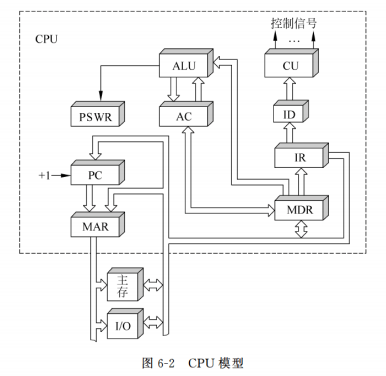 控制信号
…
CPU
ALU
CU
PSWR
AC
ID
+1
PC
IR
MAR
MDR
主存
I/O
图 6-2 CPU 模型